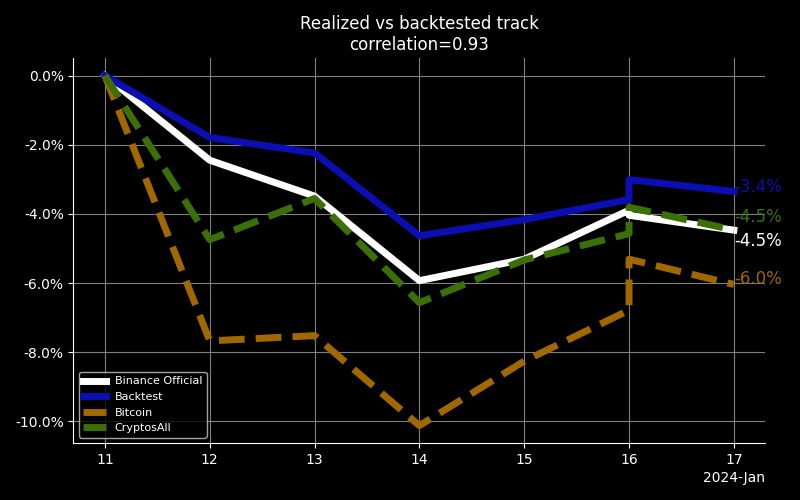 Realized vs backtested track
correlation=0.93
0.0%
-2.0%
-4.0%
-6.0%
-8.0%
-10.0%
-3.4%
-4.5%
-4.5%
-6.0%
Binance Official
Backtest
Bitcoin
CryptosAll
11 12 13 14 15 16 17
2024-Jan